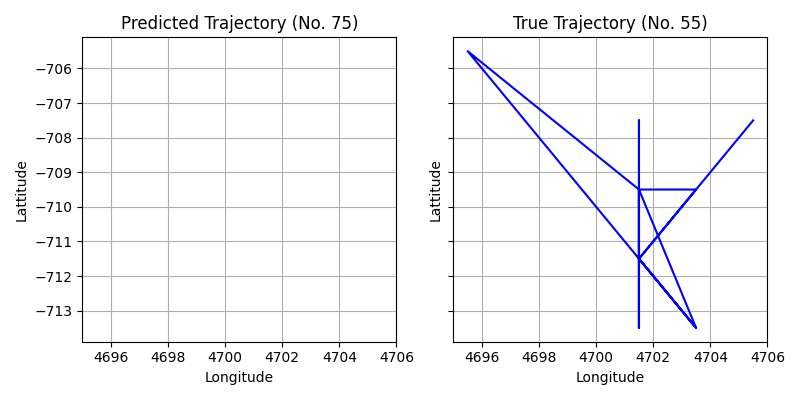 Predicted Trajectory (No. 75)
True Trajectory (No. 55)
Lattitude
−706
−707
−708
−709
−710
−711
−712
−713
4696 4698 4700 4702 4704 4706
Longitude
Lattitude
4696 4698 4700 4702 4704 4706
Longitude